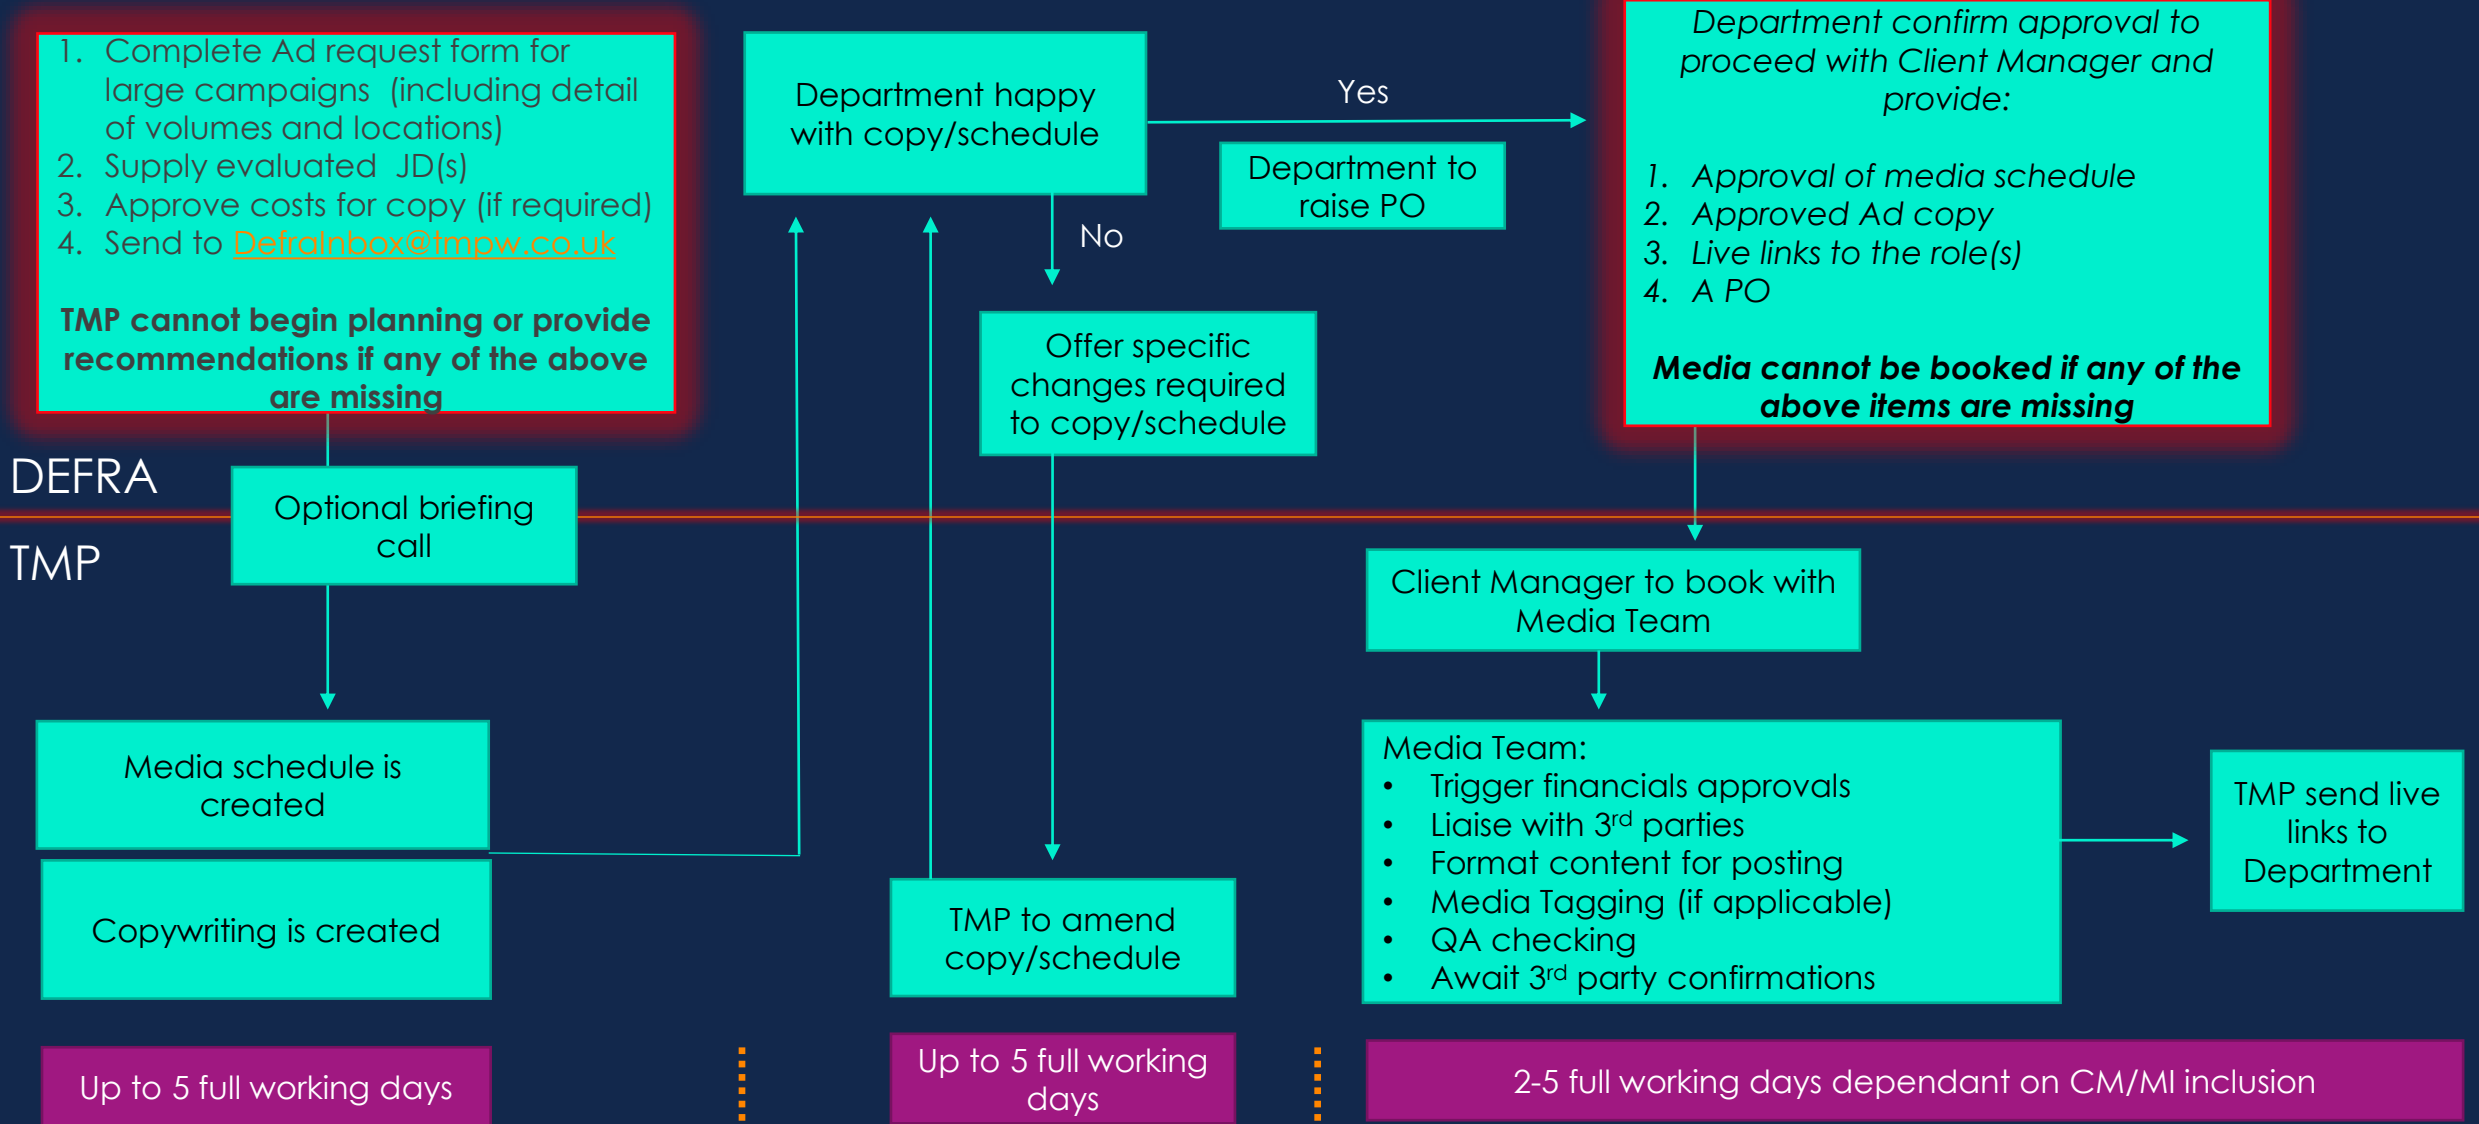 1. Complete Ad request form for
large campaigns (including detail
of volumes and locations)
2. Supply evaluated JD(s)
3. Approve costs for copy (if required)
4. Send to DefraInbox@tmpw.co.uk
TMP cannot begin planning or provide
recommendations if any of the above
are missing
Department happy
with copy/schedule
Yes
Department to
raise PO
No
Offer specific
changes required
to copy/schedule
Department confirm approval to
proceed with Client Manager and
provide:
1. Approval of media schedule
2. Approved Ad copy
3. Live links to the role(s)
4. A PO
Media cannot be booked if any of the
above items are missing
DEFRA
Optional briefing
call
TMP
Media schedule is
created
Copywriting is created
TMP to amend
copy/schedule
Client Manager to book with
Media Team
Media Team:
• Trigger financials approvals
• Liaise with 3rd parties
• Format content for posting
• Media Tagging (if applicable)
• QA checking
• Await 3rd party confirmations
TMP send live
links to
Department
Up to 5 full working days
Up to 5 full working
days
2-5 full working days dependant on CM/MI inclusion